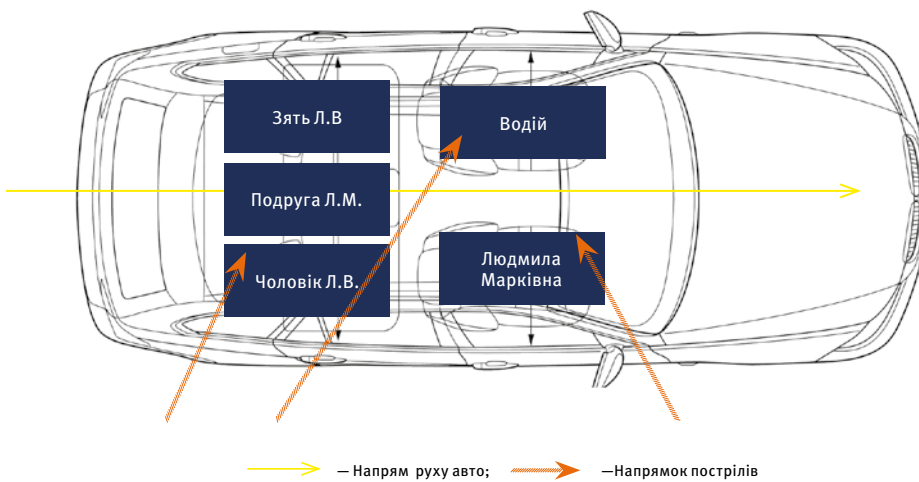 Зять Л.В
Водій
Подруга Л.М.
Чоловік Л.В.
Людмила
Марківна
— Напрям руху авто;
—Напрямок пострілів